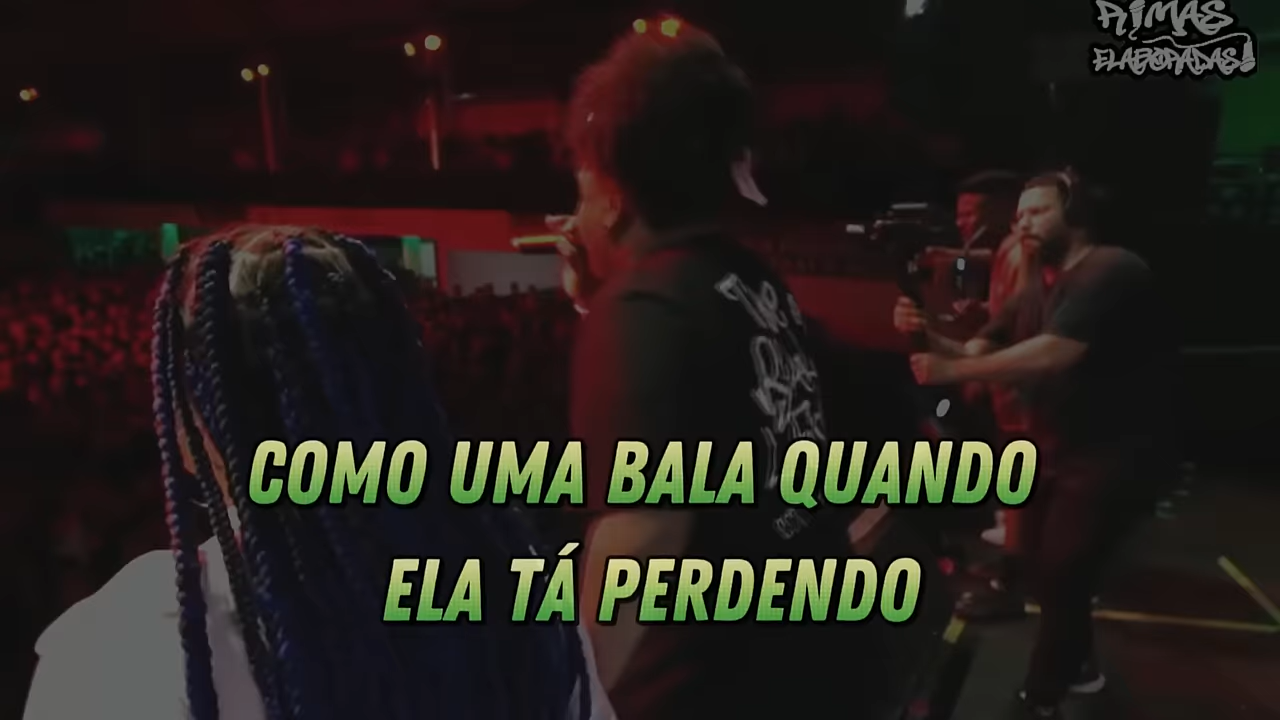 RIMAS
ELABORADAS!
COMO UMA BALA QUANDO
ELA TÁ PERDENDO